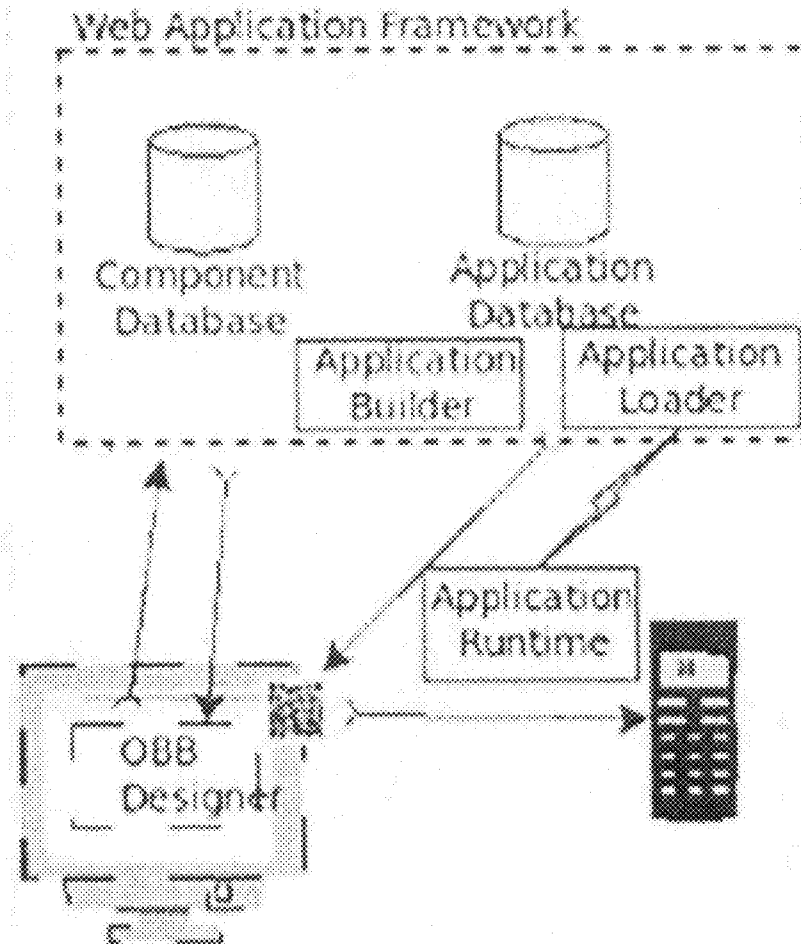 Web Application Framework
Component
Database
Application
Database
Application
Builder
Application
Loader
Application
Runtime
OBB
Designer